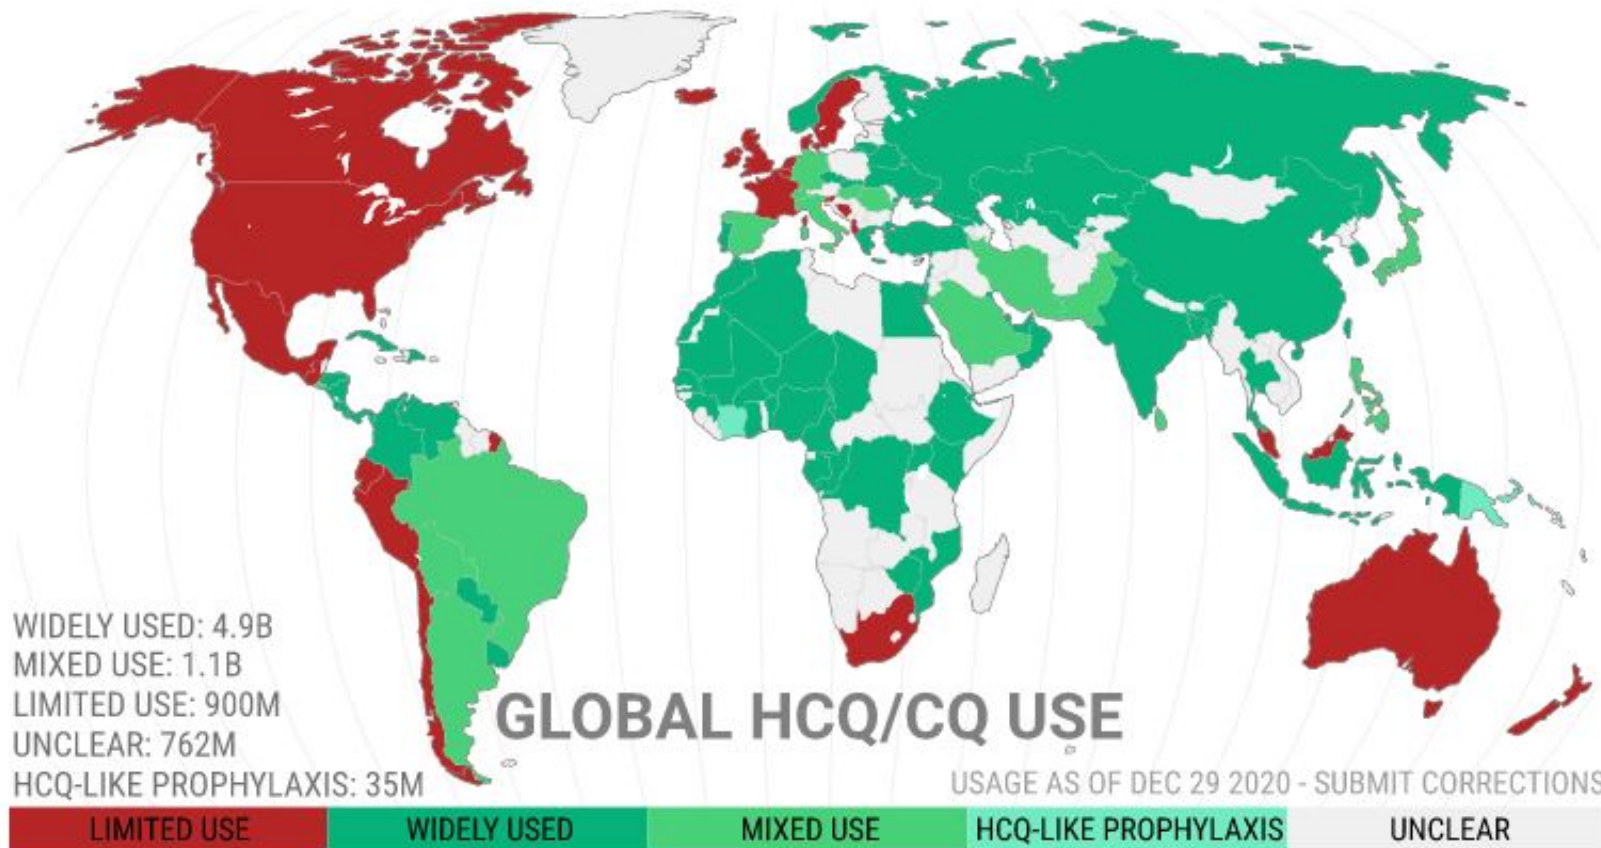 WIDELY USED: 4.9B
MIXED USE: 1.1B
LIMITED USE: 900M
UNCLEAR: 762M
HCQ-LIKE PROPHYLAXIS: 35M
GLOBAL HCQ/CQ USE
USAGE AS OF DEC 29 2020 - SUBMIT CORRECTIONS
LIMITED USE
WIDELY USED
MIXED USE
HCQ-LIKE PROPHYLAXIS
UNCLEAR